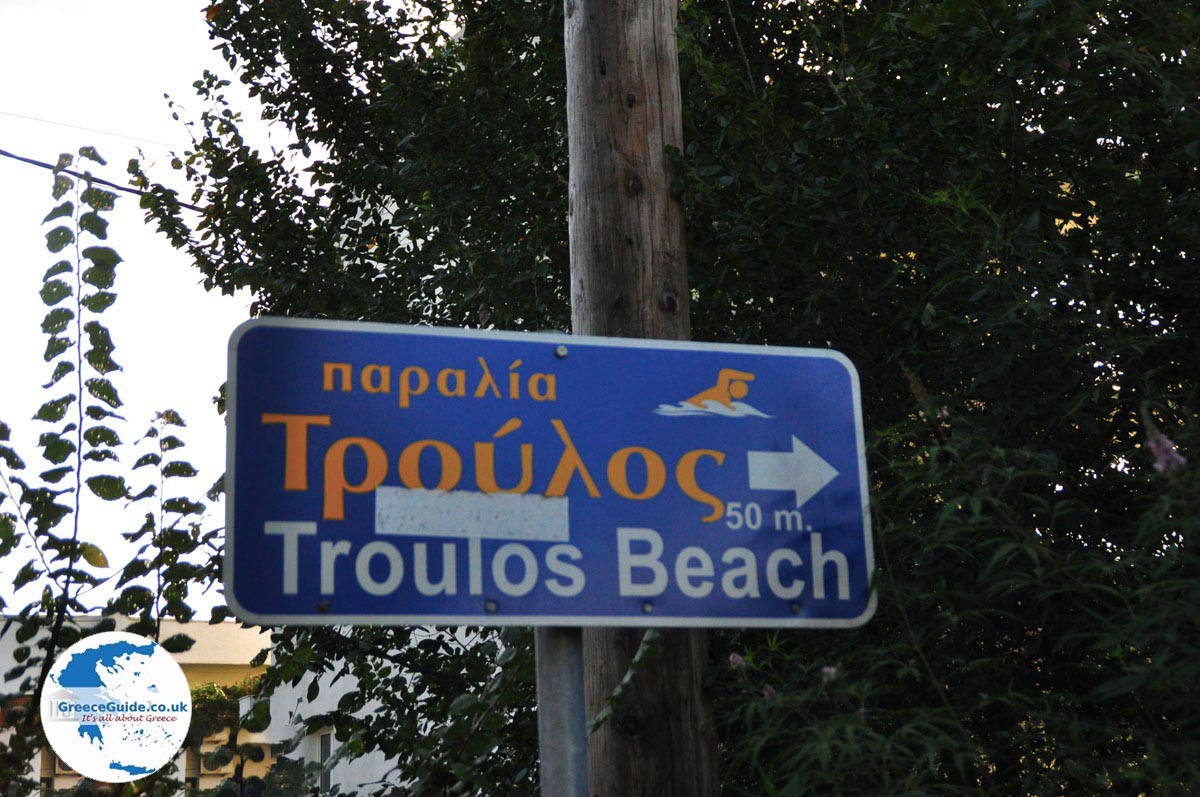 παραλία
Τρούλος
50 m.
Troulos Beach
GreeceGuide.co.uk
It's all about Greece